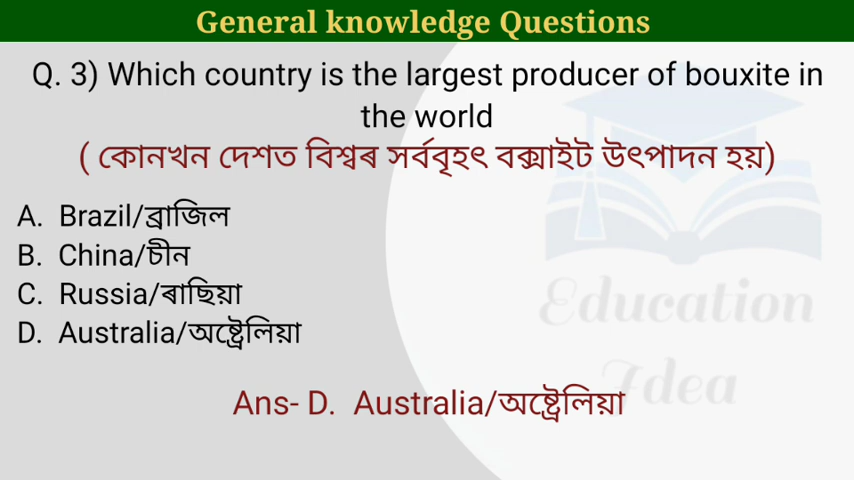 General knowledge Questions
Q. 3) Which country is the largest producer of bouxite in
the world
( কোনখন দেশত বিশ্বৰ সৰ্ববৃহৎ বক্সাইট উৎপাদন হয়)
A. Brazil/ব্ৰাজিল
B. China/চীন
C. Russia/ৰাছিয়া
D. Australia/অষ্ট্ৰেলিয়া
Education
Idea
Ans- D. Australia/অষ্ট্ৰেলিয়া